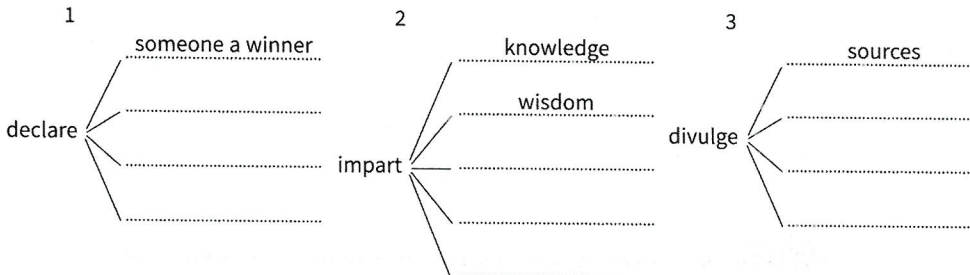 1
someone a winner
declare
2
knowledge
wisdom
impart
3
sources
divulge